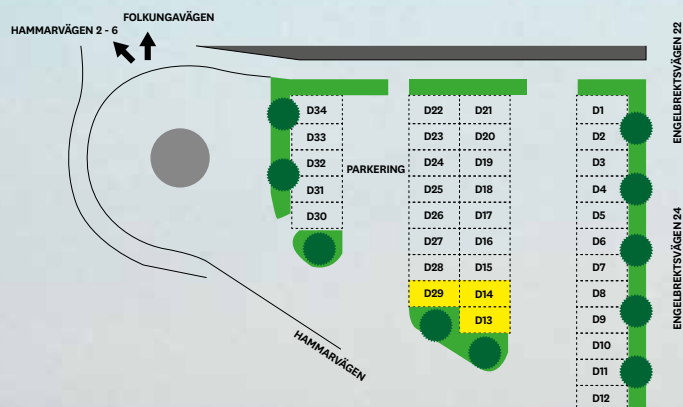 FOLKUNGAVÄGEN
HAMMARVÄGEN 2 - 6
ENGELBREKTSVÄGEN 22
D34
D22 D21
D1
D33
D23 D20
D2
D32
PARKERING
D24 D19
D3
D31
D25 D18
D4
D30
D26 D17
D5
D27 D16
D6
D28 D15
D7
D29 D14
D8
D13
D9
D10
D11
D12
ENGELBREKTSVÄGEN 24
HAMMARVÄGEN